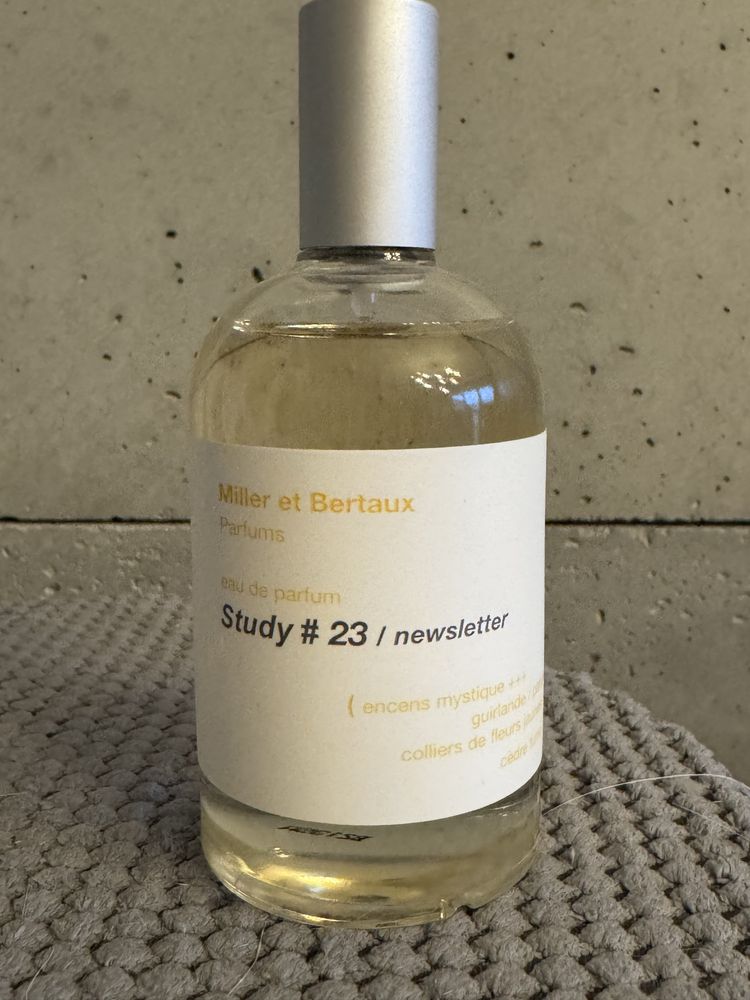 Miller et Bertaux
Parfums
eau de parfum
Study # 23 / newsletter
( encens mystique +++
guirlande /
colliers de fleurs
cèdre